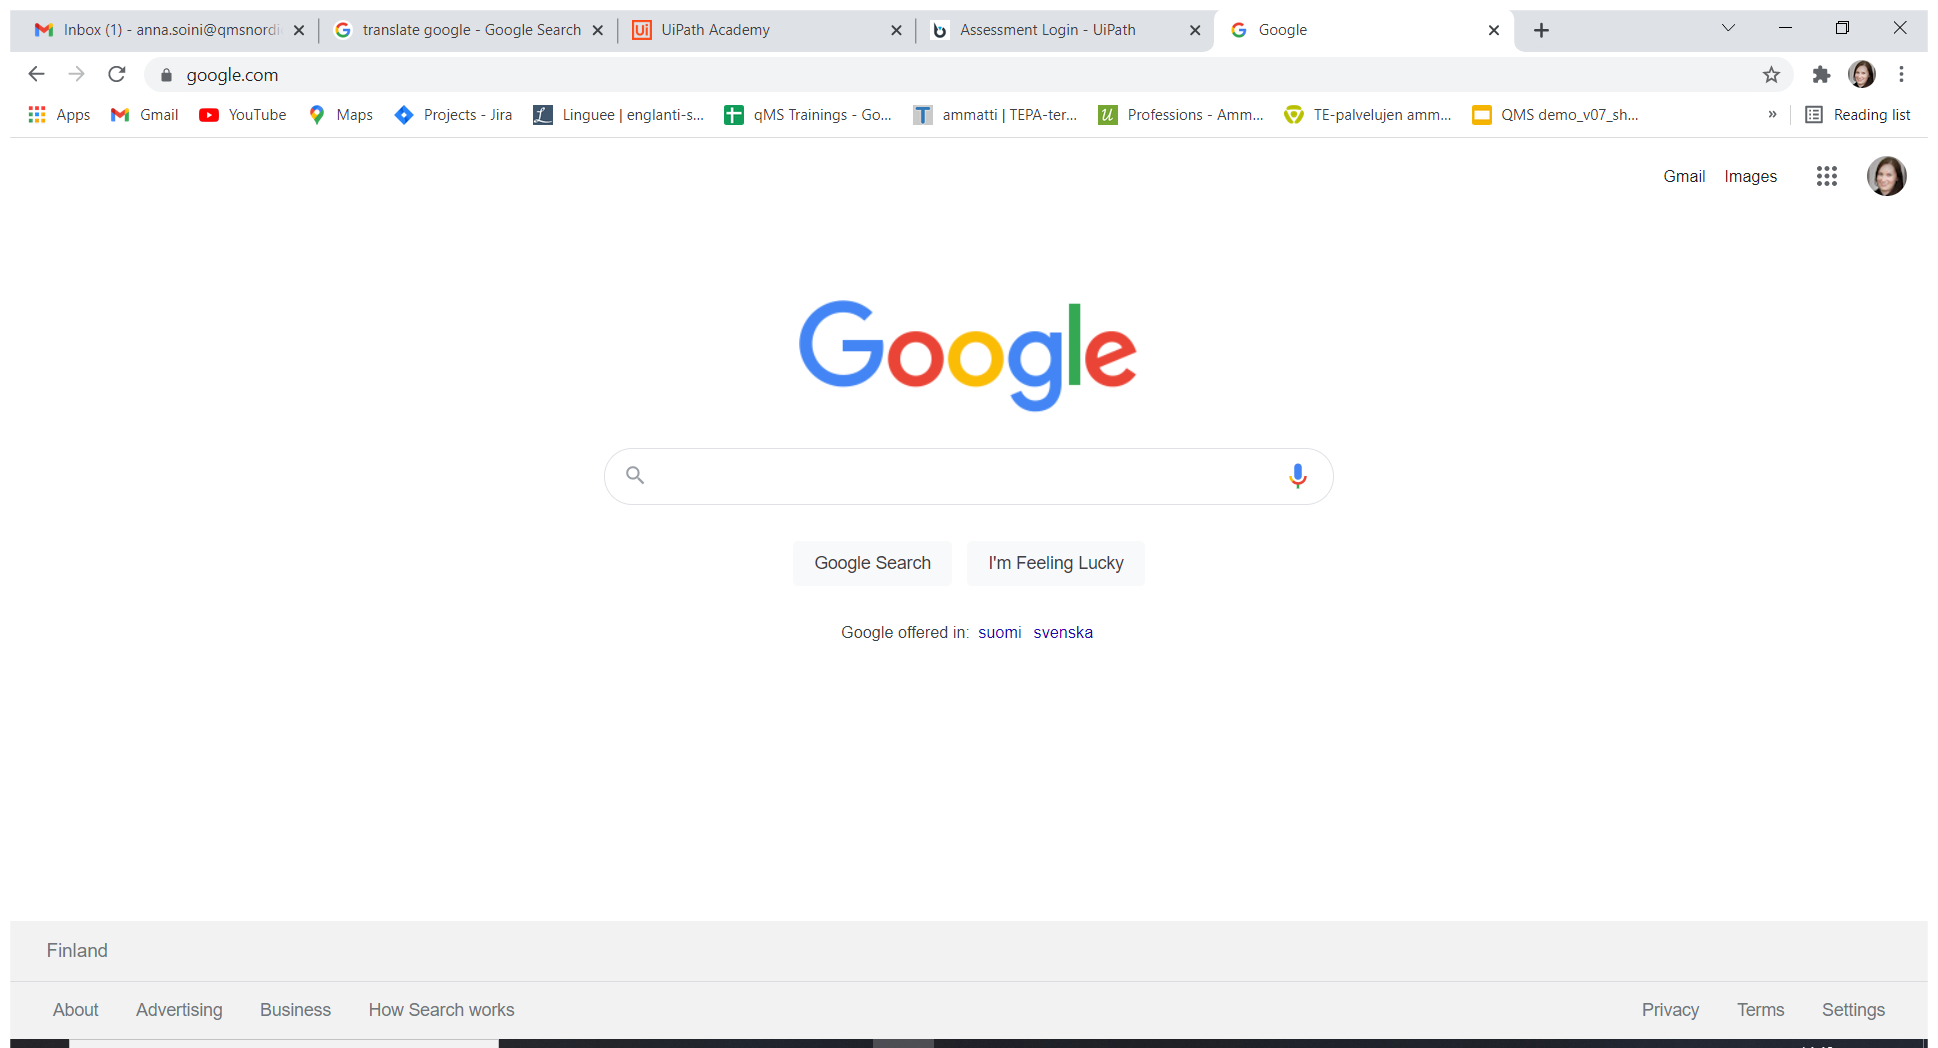 Inbox (1) - anna.soini@qmsnordi
translate google - Google Search
UiPath Academy
Assessment Login - UiPath
Google
google.com
Apps
Gmail
YouTube
Maps
Projects - Jira
Linguee | englanti-s...
qMS Trainings - Go...
ammatti | TEPA-ter...
Professions - Amm...
TE-palvelujen amm...
QMS demo_v07_sh...
»
Reading list
Gmail Images
Google
Google Search I'm Feeling Lucky
Google offered in: suomi svenska
Finland
About Advertising Business How Search works Privacy Terms Settings